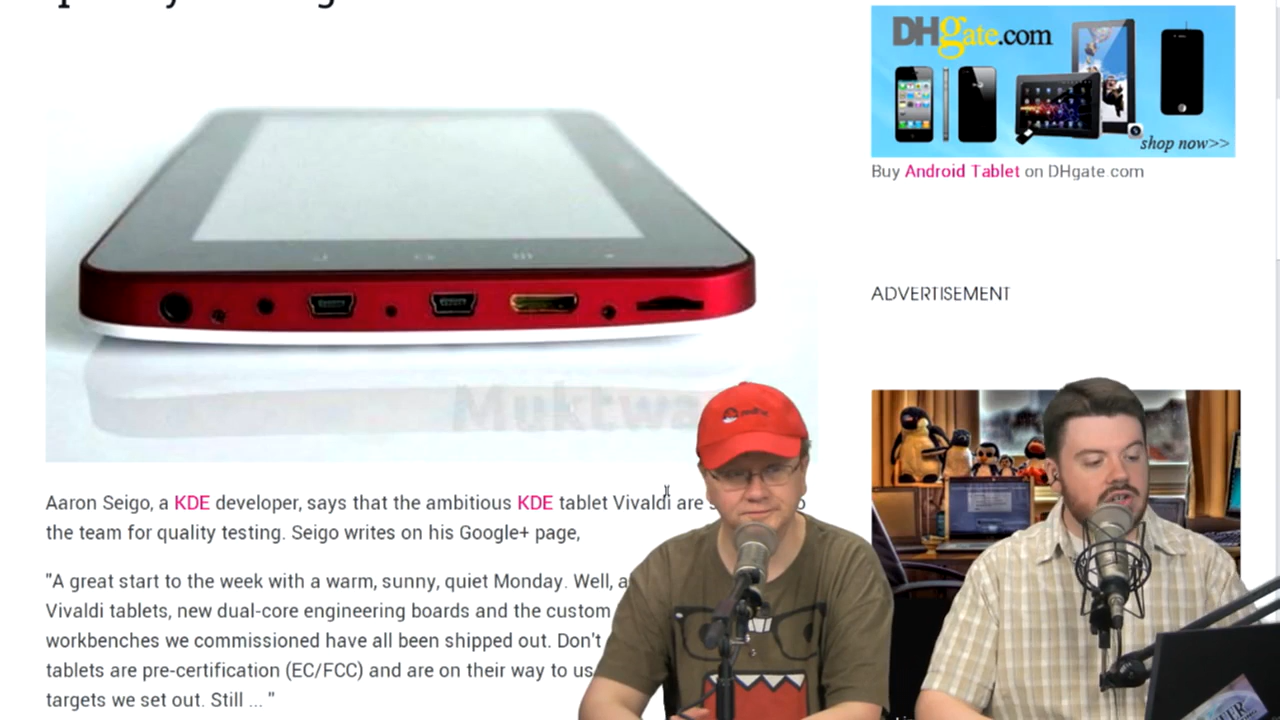 DHgate.com
shop now>>
Buy Android Tablet on DHgate.com
ADVERTISEMENT
Muktwa
Aaron Seigo, a KDE developer, says that the ambitious KDE tablet Vivaldi are
the team for quality testing. Seigo writes on his Google+ page,
"A great start to the week with a warm, sunny, quiet Monday. Well, a
Vivaldi tablets, new dual-core engineering boards and the custom
workbenches we commissioned have all been shipped out. Don't
tablets are pre-certification (EC/FCC) and are on their way to us
targets we set out. Still ... "